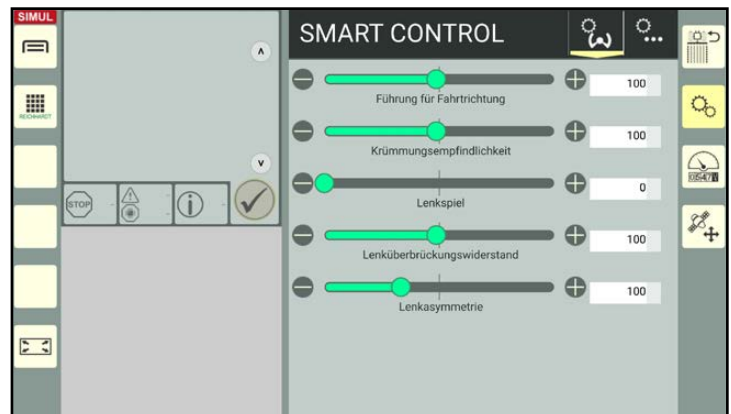 SIMUL
SMART CONTROL
100
Führung für Fahrtrichtung
100
Krümmungsempfindlichkeit
REICHHARDT
0
Lenkspiel
STOP
100
Lenküberbrückungswiderstand
100
Lenkasymmetrie